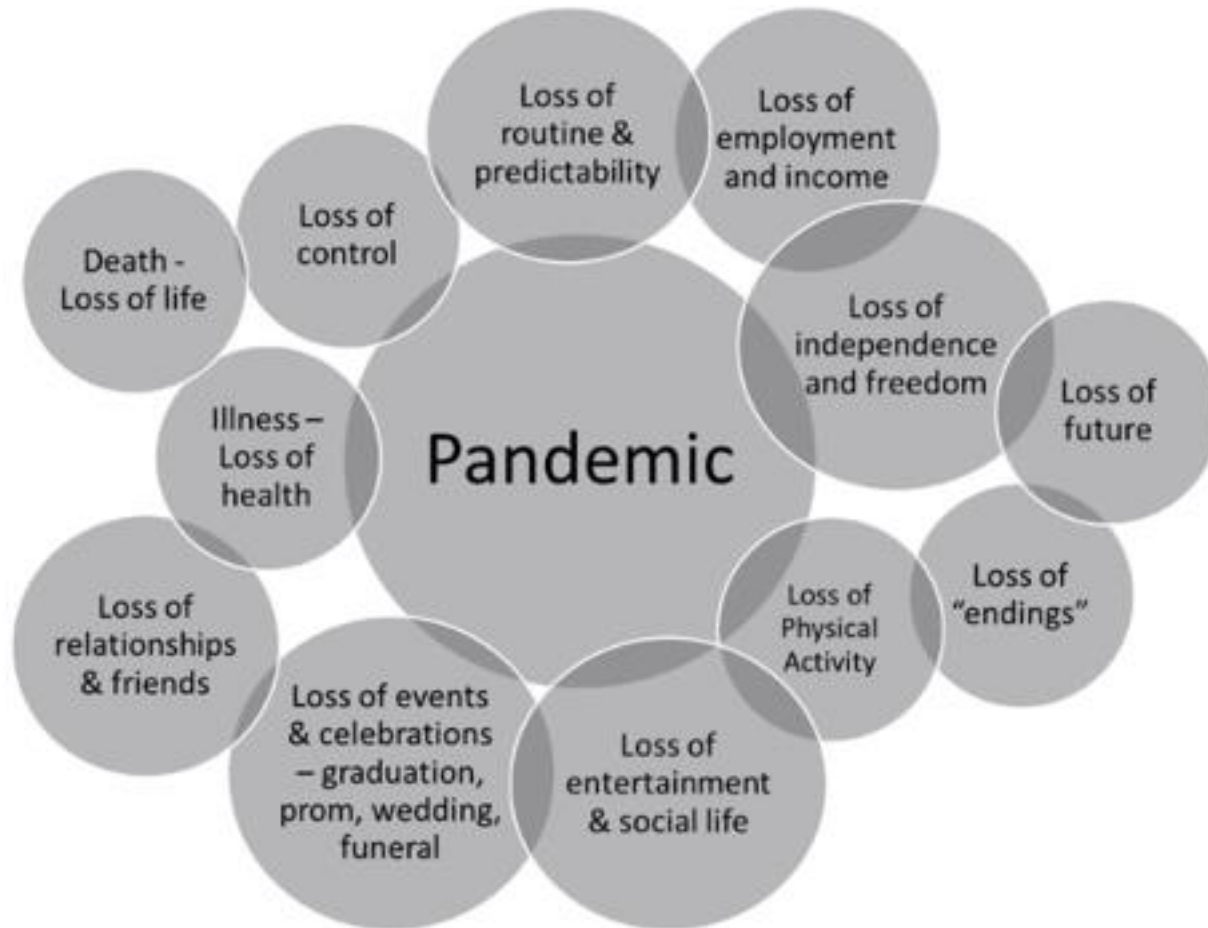 Loss of
routine &
predictability
Loss of
employment
and income
Loss of
control
Death -
Loss of life
Loss of
independence
and freedom
Loss of
future
Illness –
Loss of
health
Pandemic
Loss of
relationships
& friends
Loss of events
& celebrations
– graduation,
prom, wedding,
funeral
Loss of
entertainment
& social life
Loss of
Physical
Activity
Loss of
“endings”